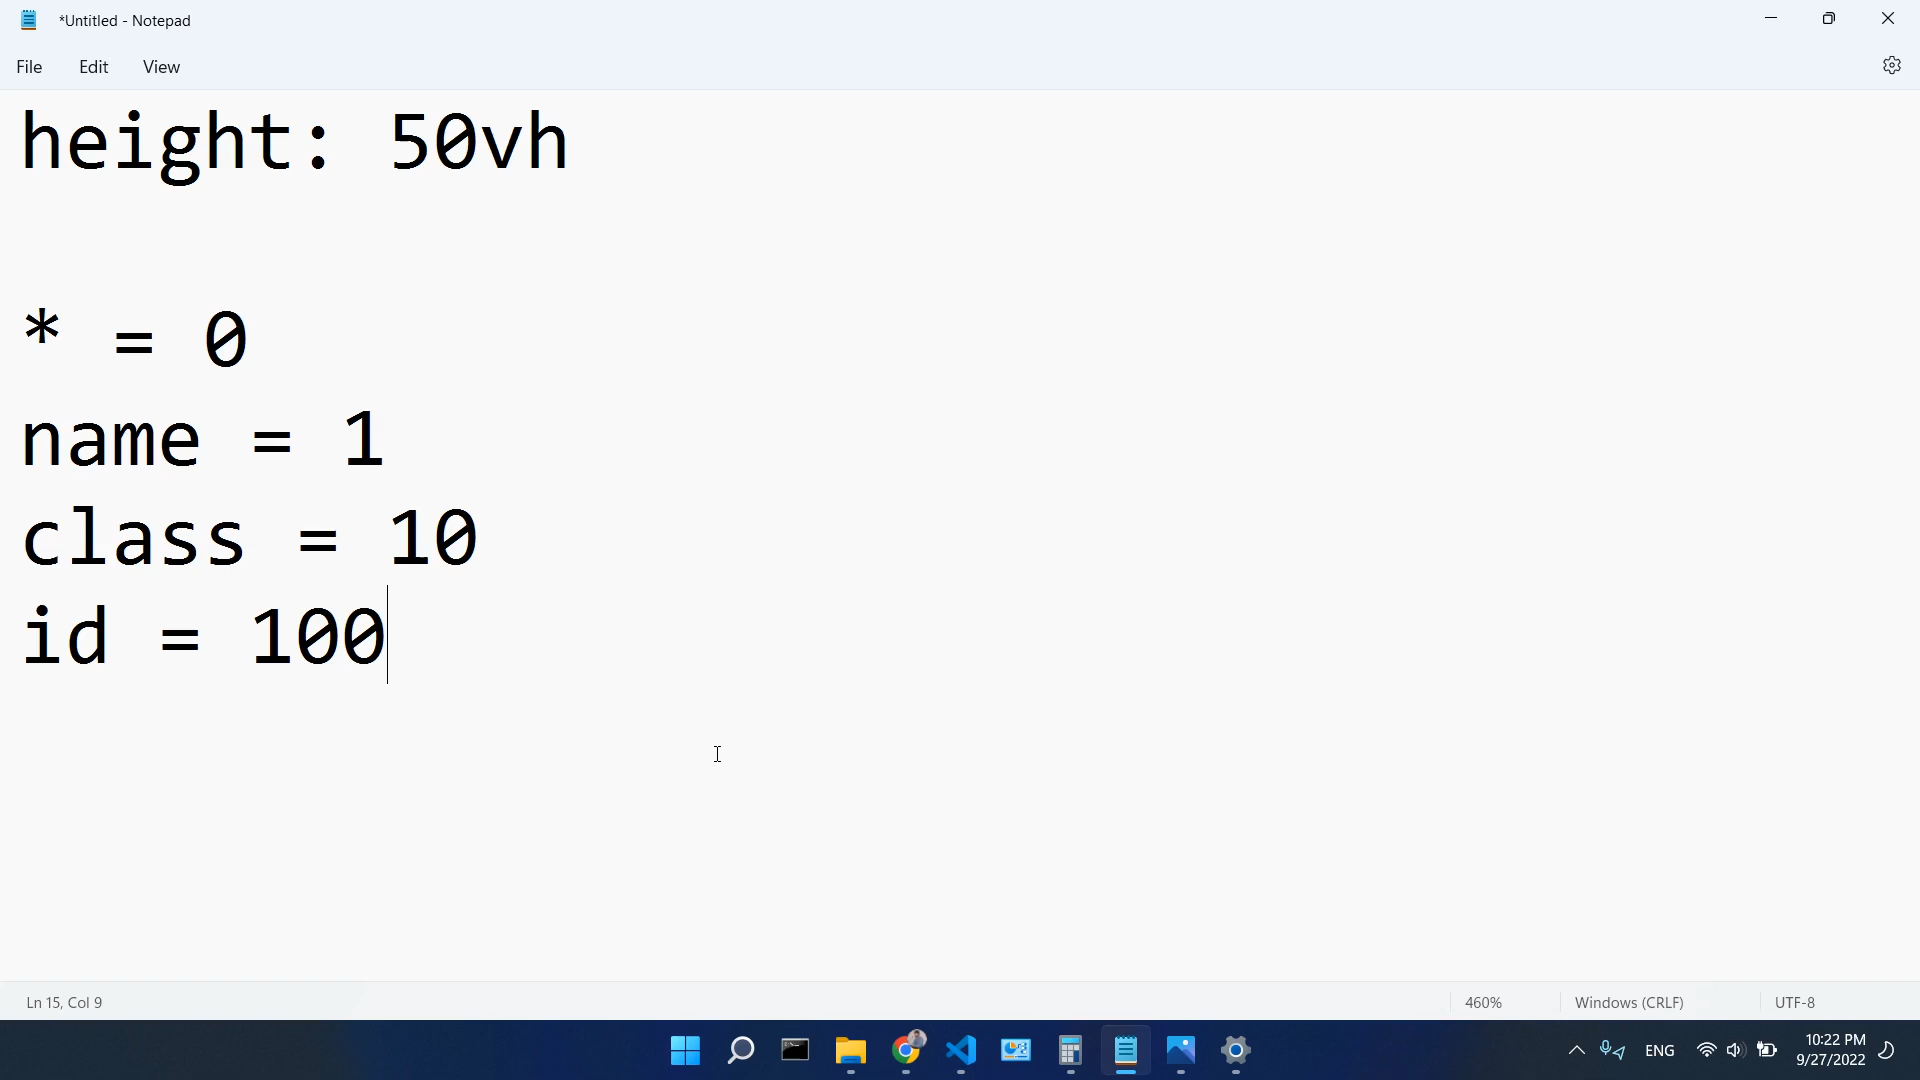 *Untitled - Notepad
File Edit View
height: 50vh
* = 0
name = 1
class = 10
id = 100
Ln 15, Col 9 460% Windows (CRLF) UTF-8
ENG 10:22 PM
9/27/2022